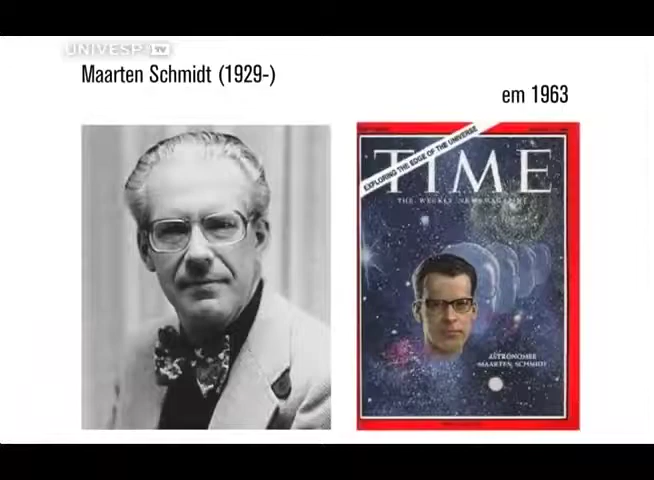 UNIVESP tv
Maarten Schmidt (1929-)
em 1963
EXPLORING THE EDGE OF THE UNIVERSE
TIME
THE WEEKLY NEWSMAGAZINE
ASTRONOMER
MAARTEN SCHMIDT